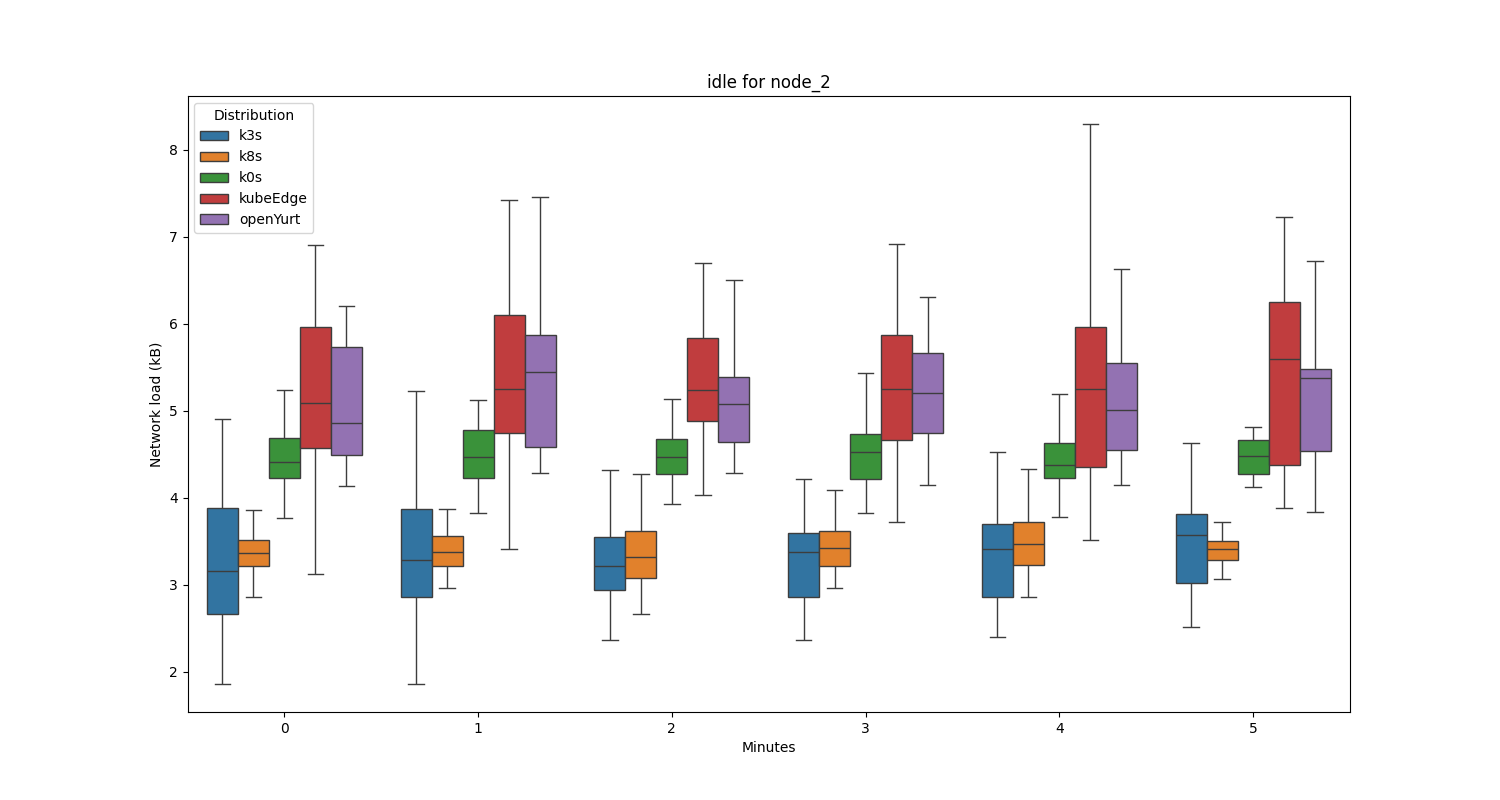 idle for node_2
Distribution
k3s
k8s
k0s
kubeEdge
openYurt
Network load (kB)
8
7
6
5
4
3
2
0 1 2 3 4 5
Minutes